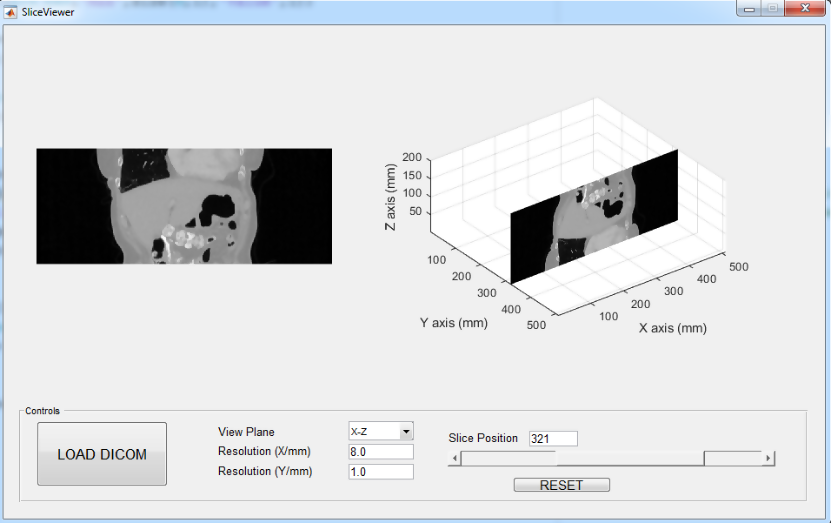 SliceViewer
200
150
100
50
Z axis (mm)
100
200
300
400
500
Y axis (mm)
100
200
300
400
500
X axis (mm)
Controls
LOAD DICOM
View Plane X-Z
Resolution (X/mm) 8.0
Resolution (Y/mm) 1.0
Slice Position 321
RESET